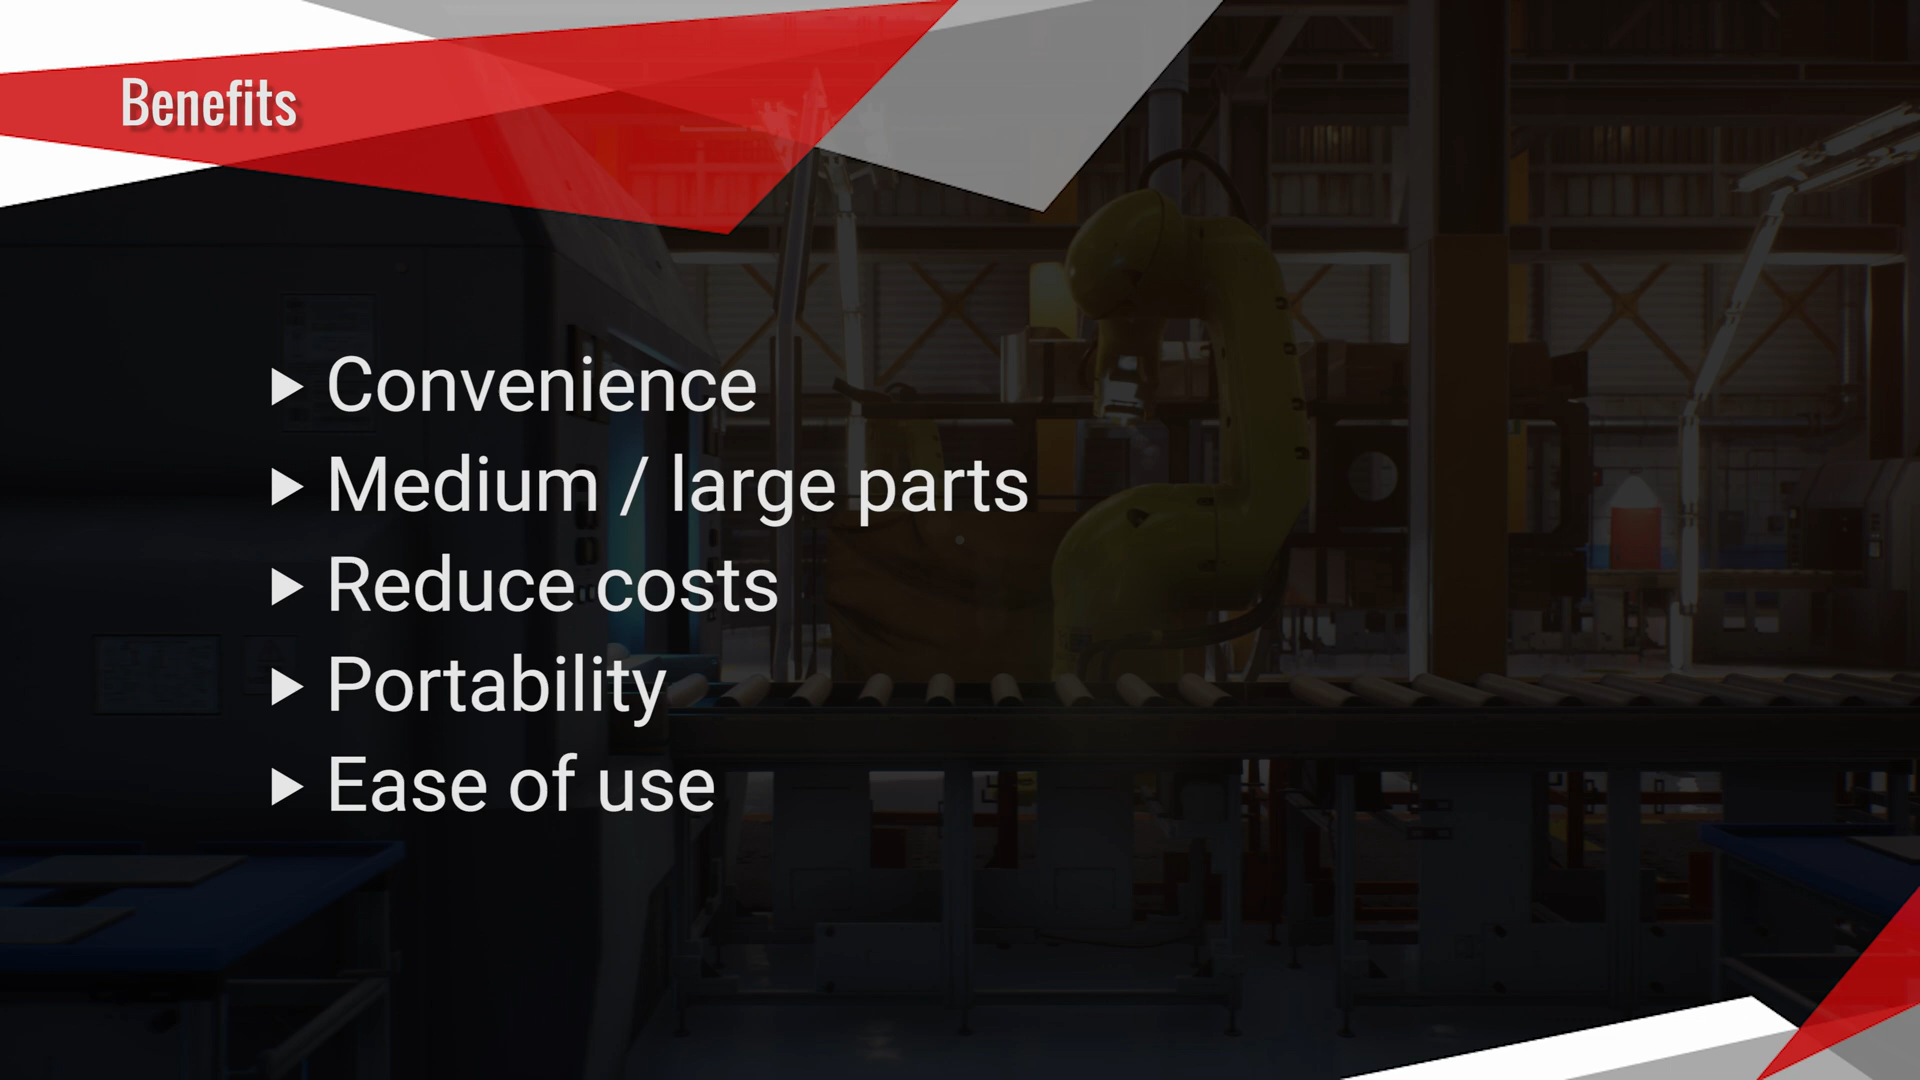 Benefits
Convenience
Medium / large parts
Reduce costs
Portability
Ease of use